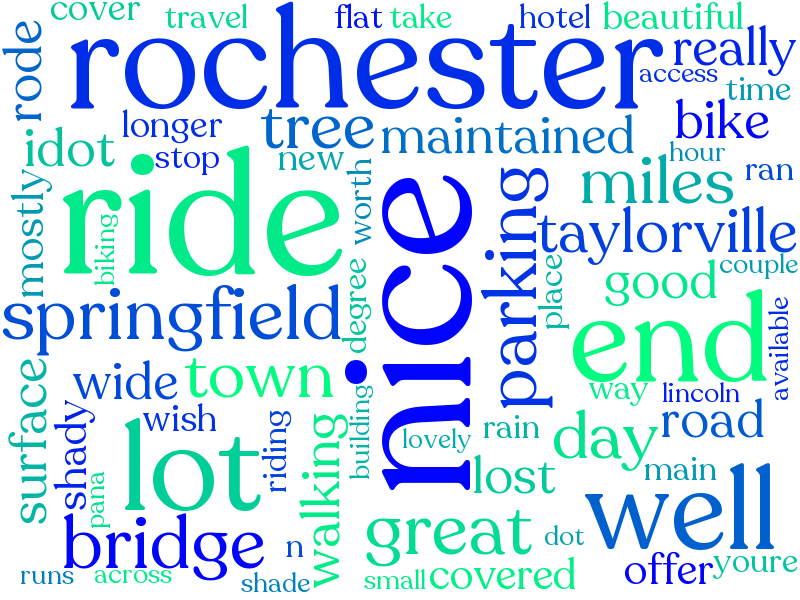 cover
travel
flat
take
hotel
beautiful
rode
rochester
really
access
time
longer
tree
maintained
bike
idot
stop
new
hour
ran
mostly
ride
worth
nice
parking
miles
taylorville
biking
couple
springfield
degree
place
good
available
end
wide
town
way
lincoln
surface
shady
wish
building
lovely
rain
day
road
lot
riding
walking
lost
main
well
pana
bridge
n
great
dot
offer
youre
runs
across
shade
small
covered